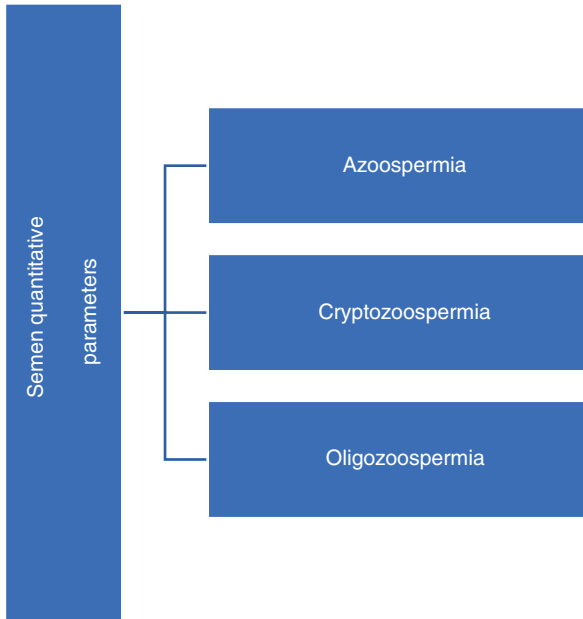 Semen quantitative
parameters
Azoospermia
Cryptozoospermia
Oligozoospermia